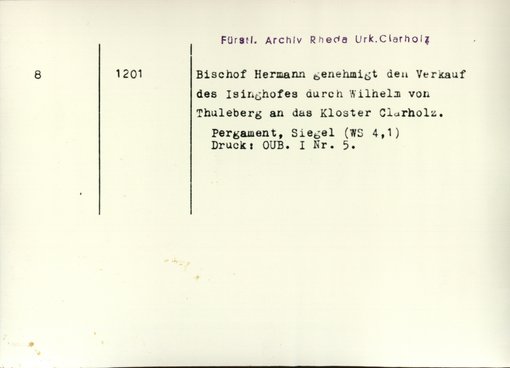 Fürstl. Archiv Rheda Urk.Clarholz
8 1201 Bischof Hermann genehmigt den Verkauf
des Isinghofes durch Wilhelm von
Thuleberg an das Kloster Clarholz.
Pergament, Siegel (WS 4,1)
Druck: OUB. I Nr. 5.